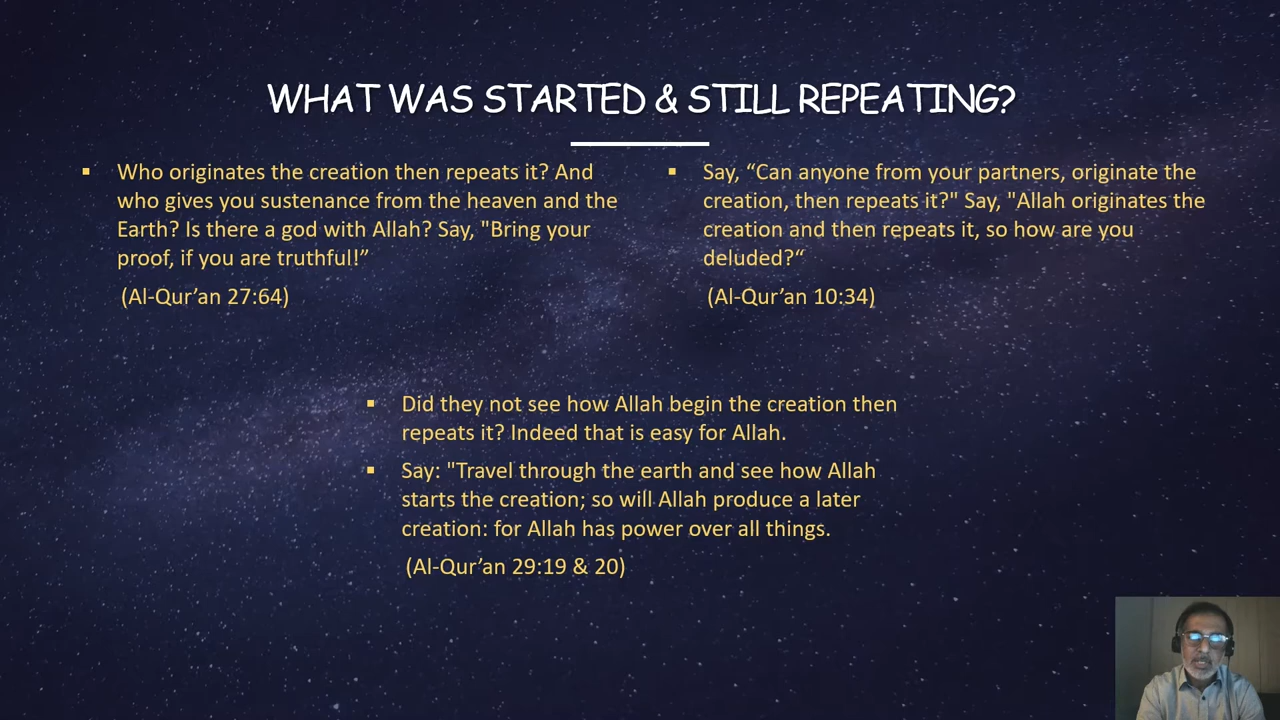 WHAT WAS STARTED & STILL REPEATING?
▪ Who originates the creation then repeats it? And
who gives you sustenance from the heaven and the
Earth? Is there a god with Allah? Say, "Bring your
proof, if you are truthful!”
(Al-Qur’an 27:64)
▪ Say, “Can anyone from your partners, originate the
creation, then repeats it?" Say, "Allah originates the
creation and then repeats it, so how are you
deluded?“
(Al-Qur’an 10:34)
▪ Did they not see how Allah begin the creation then
repeats it? Indeed that is easy for Allah.
▪ Say: "Travel through the earth and see how Allah
starts the creation; so will Allah produce a later
creation: for Allah has power over all things.
(Al-Qur’an 29:19 & 20)